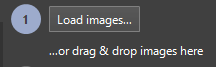 1 Load images...
...or drag & drop images here